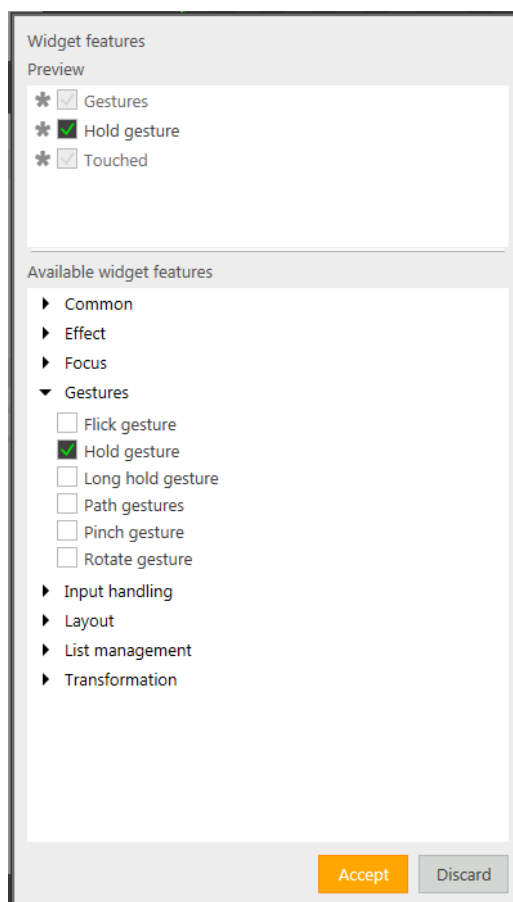 Widget features
Preview
Gestures
Hold gesture
Touched
Available widget features
Common
Effect
Focus
Gestures
Flick gesture
Hold gesture
Long hold gesture
Path gestures
Pinch gesture
Rotate gesture
Input handling
Layout
List management
Transformation
Accept Discard